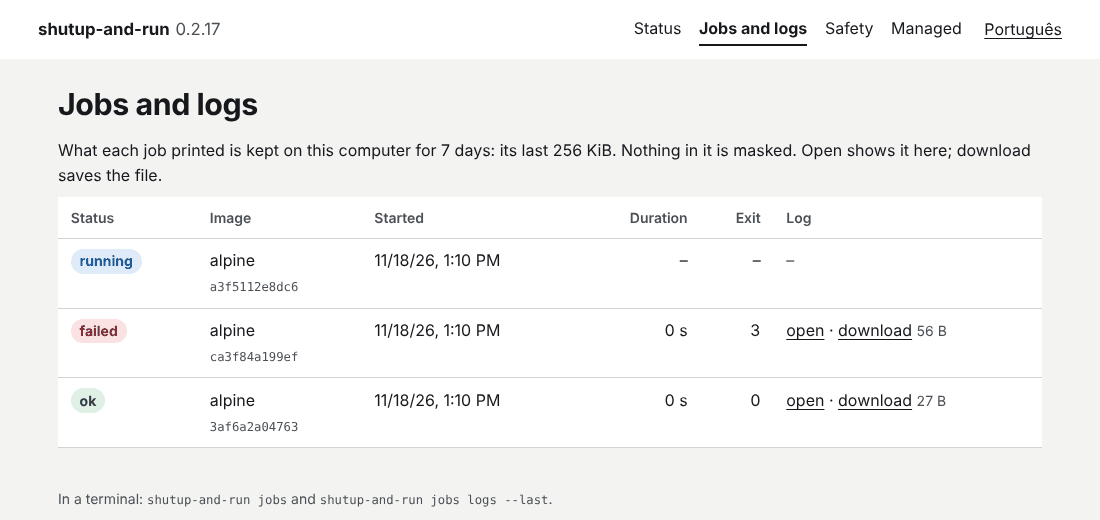 shutup-and-run 0.2.17
Status Jobs and logs Safety Managed Português
Jobs and logs
What each job printed is kept on this computer for 7 days: its last 256 KiB. Nothing in it is masked. Open shows it here; download
saves the file.
Status Image Started Duration Exit Log
running alpine 11/18/26, 1:10 PM – – –
a3f5112e8dc6
failed alpine 11/18/26, 1:10 PM 0 s 3 open · download 56 B
ca3f84a199ef
ok alpine 11/18/26, 1:10 PM 0 s 0 open · download 27 B
3af6a2a04763
In a terminal: shutup-and-run jobs and shutup-and-run jobs logs --last.